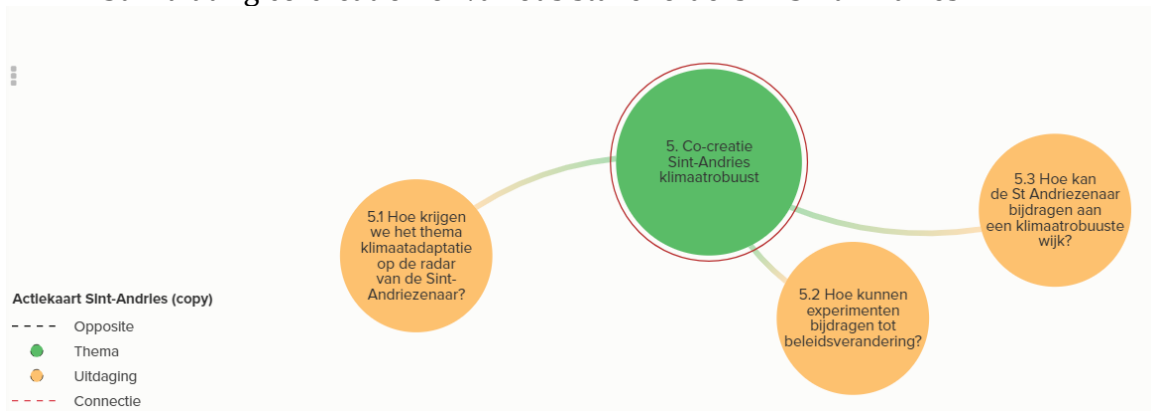 5. Co-creatie
Sint-Andries
klimaatrobuust
5.1 Hoe krijgen
we het thema
klimaatadaptatie
op de radar
van de Sint-
Andriezenaar?
5.2 Hoe kunnen
experimenten
bijdragen tot
beleidsverandering?
5.3 Hoe kan
de St Andriezenaar
bijdragen aan
een klimaatrobuuste
wijk?
Actiekaart Sint-Andries (copy)
Opposite
Thema
Uitdaging
Connectie